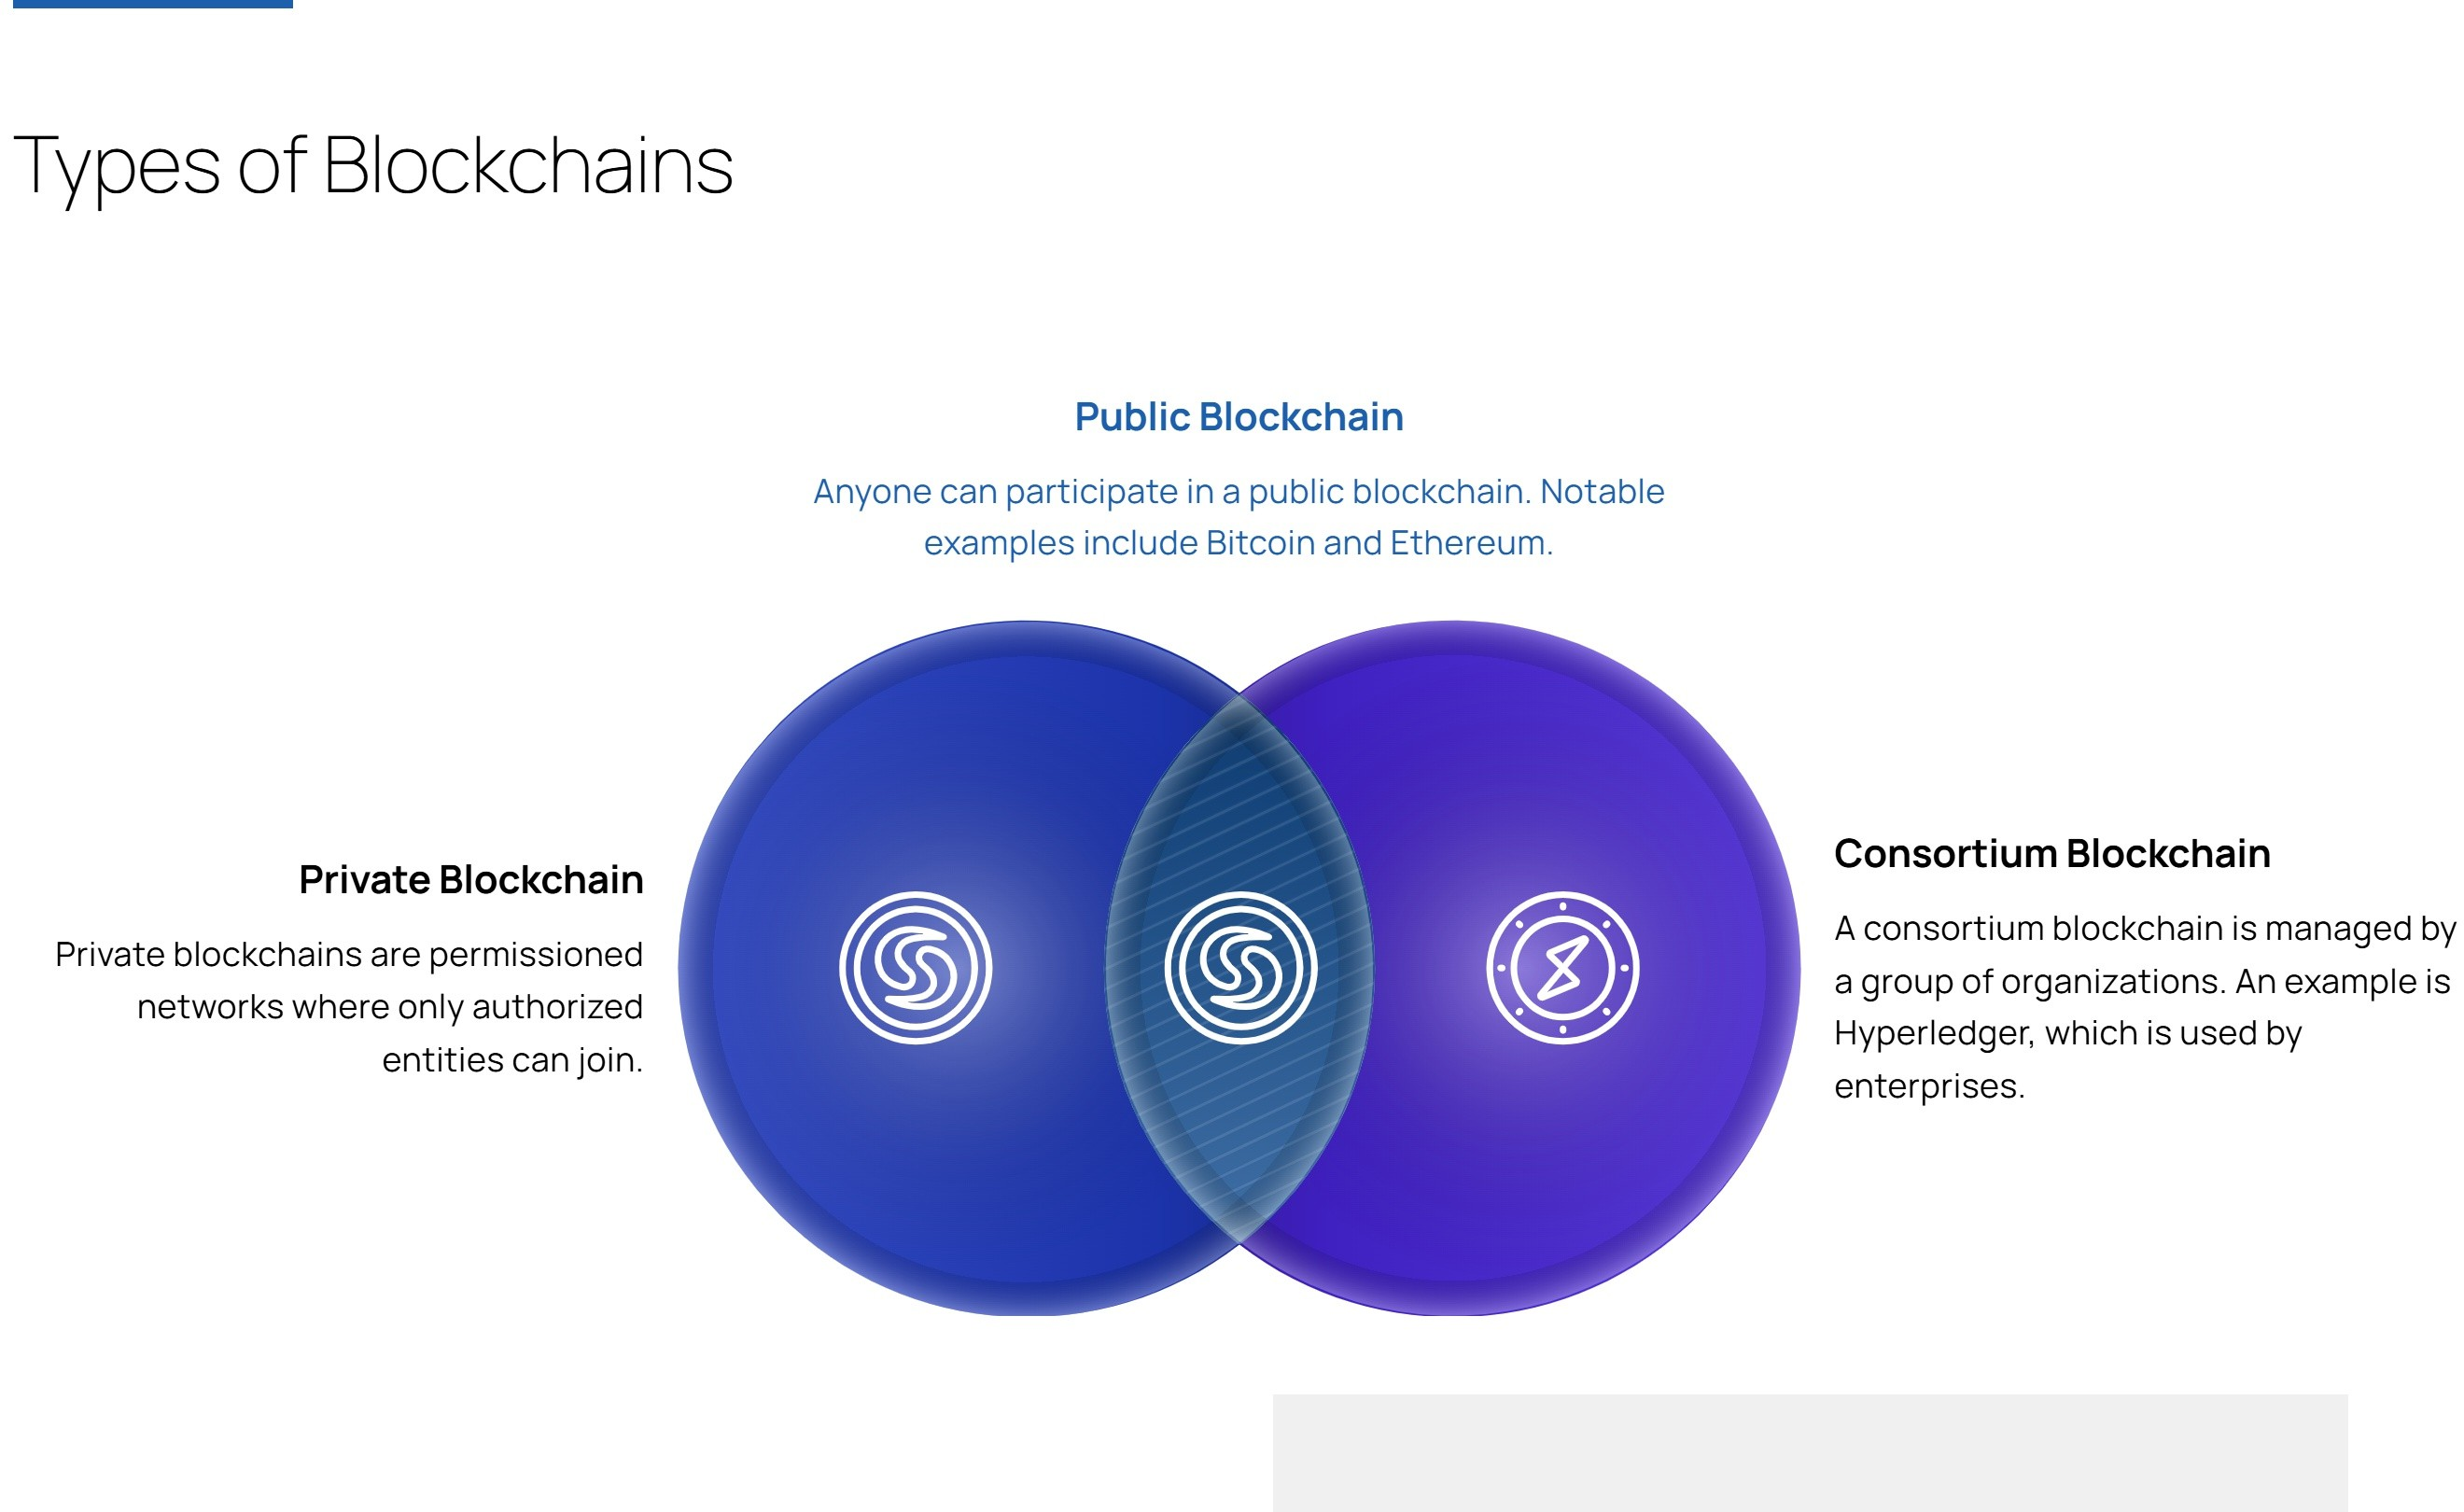 Types of Blockchains
Public Blockchain
Anyone can participate in a public blockchain. Notable
examples include Bitcoin and Ethereum.
Private Blockchain
Private blockchains are permissioned
networks where only authorized
entities can join.
Consortium Blockchain
A consortium blockchain is managed by
a group of organizations. An example is
Hyperledger, which is used by
enterprises.